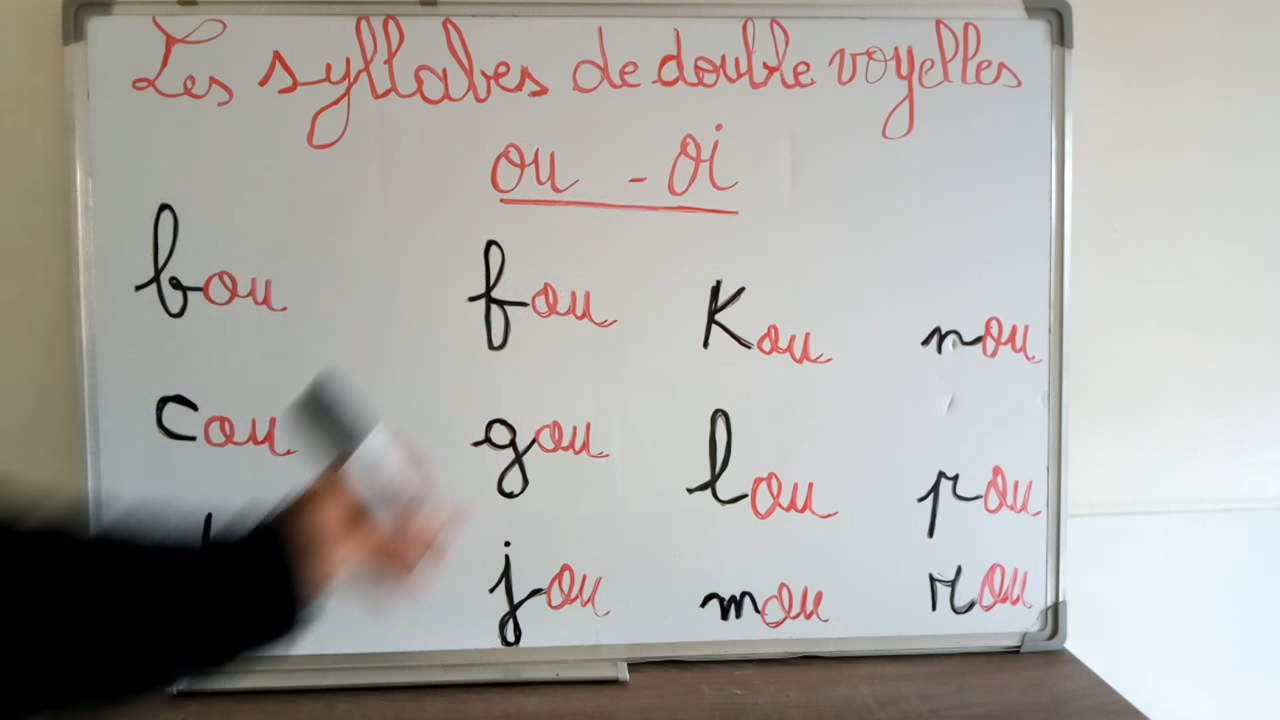 Les syllabes de double voyelles
ou - oi
bou fou Kou nou
cou gou lou pou
jou mou rou